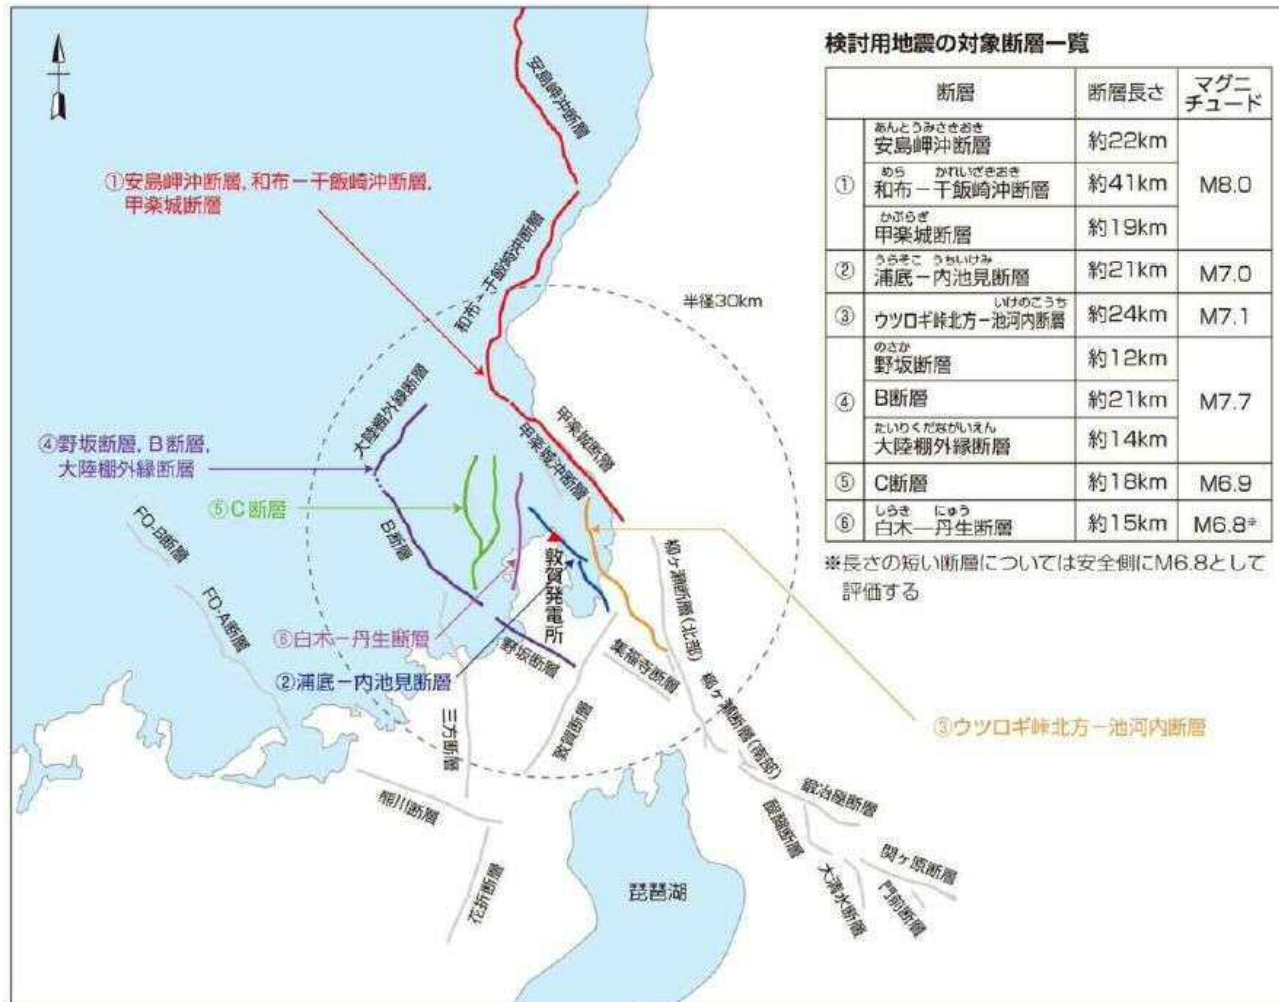 検討用地震の対象断層一覧
断層 断層長さ マグニチュード
① あんとうみさきおき
安島岬沖断層 約22km M8.0
めら かれいざきおき
和布－干飯崎沖断層 約41km
かぶらぎ
甲楽城断層 約19km
② うらそこ うちいけみ
浦底－内池見断層 約21km M7.0
③ いけのこうち
ウツロギ峠北方－池河内断層 約24km M7.1
④ のさか
野坂断層 約12km M7.7
B断層 約21km
たいりくだながいえん
大陸棚外縁断層 約14km
⑤ C断層 約18km M6.9
⑥ しらき にゅう
白木―丹生断層 約15km M6.8※
※長さの短い断層については安全側にM6.8として
評価する
安島岬沖断層
①安島岬沖断層, 和布－干飯崎沖断層,
甲楽城断層
和布－干飯崎沖断層
半径30km
大陸棚外縁断層
甲楽城断層
甲楽城沖断層
④野坂断層, B断層,
大陸棚外縁断層
⑤C断層
B断層
FO-B断層
FO-A断層
敦賀発電所
⑥白木－丹生断層
野坂断層
②浦底－内池見断層
集福寺断層
柳ヶ瀬断層(北部)
柳ヶ瀬断層(南部)
③ウツロギ峠北方－池河内断層
三方断層
敦賀断層
熊川断層
花折断層
琵琶湖
鍛冶屋断層
醍醐断層
関ヶ原断層
大清水断層
門前断層